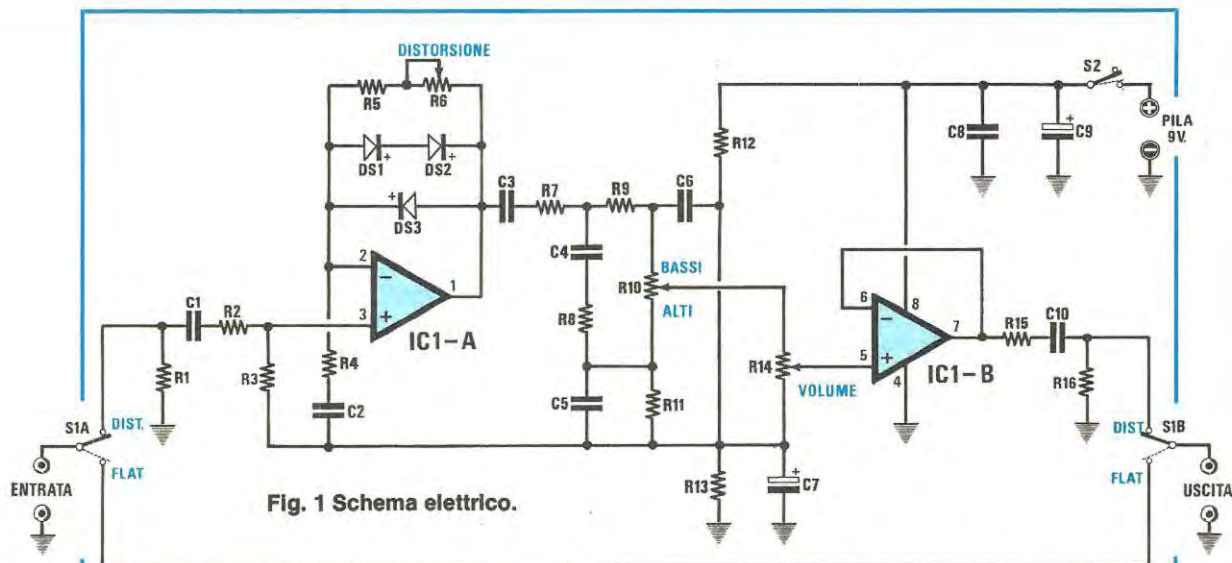 DISTORSIONE
R5
R6
DS1 + DS2 +
+ DS3
2
3
1
IC1-A
C1
R2
R1
R3
R4
C2
C3
R7
R9
C6
C4
R8
C5
R10
BASSI
ALTI
R11
R12
R13
R14
VOLUME
C7
+
C8
C9
+
S2
PILA
9V.
6
5
8
4
7
IC1-B
R15
C10
R16
S1A
DIST.
FLAT
ENTRATA
S1B
DIST.
FLAT
USCITA
Fig. 1 Schema elettrico.